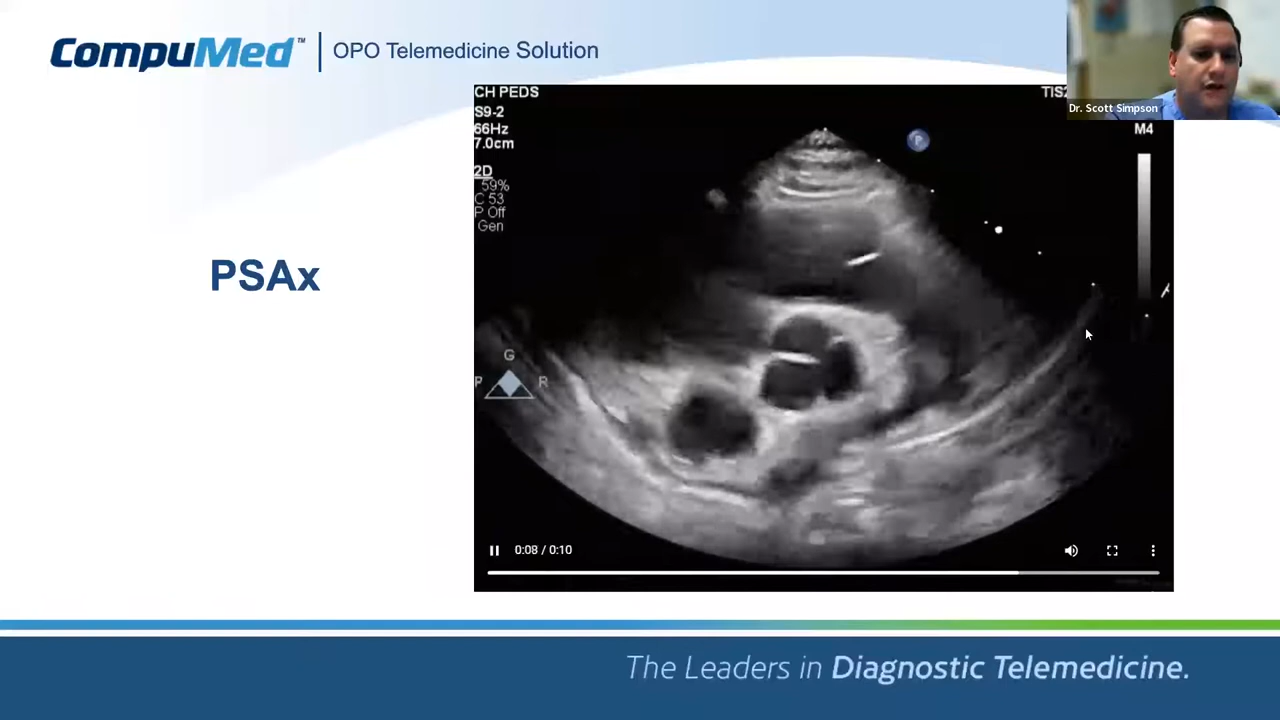 CompuMed™ | OPO Telemedicine Solution
Dr. Scott Simpson
CH PEDS
S9-2
66Hz
7.0cm
2D
59%
C 53
P Off
Gen
M4
P
PSAx
G
P R
0:08 / 0:10
The Leaders in Diagnostic Telemedicine.